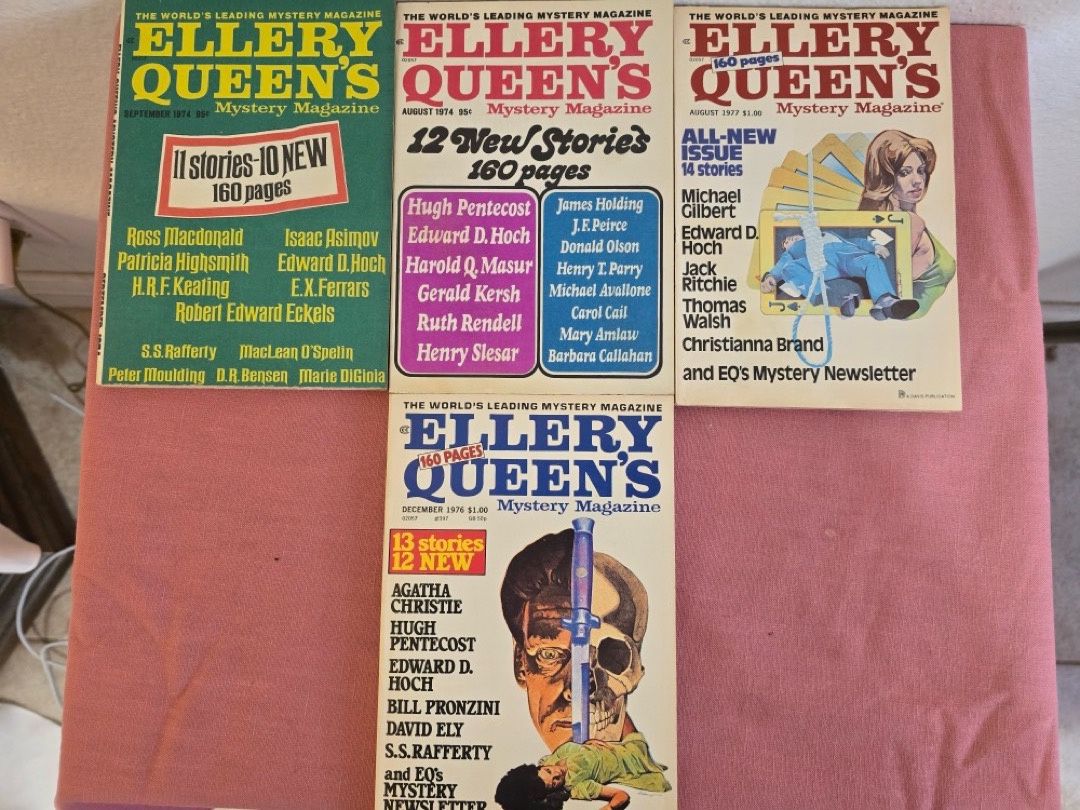 THE WORLD'S LEADING MYSTERY MAGAZINE
ELLERY
QUEEN'S
Mystery Magazine
SEPTEMBER 1974 95¢
11 stories-10 NEW
160 pages
Ross Macdonald
Isaac Asimov
Patricia Highsmith
Edward D. Hoch
H.R.F. Keating
E.X. Ferrars
Robert Edward Eckels
S.S. Rafferty
MacLean O'Spelin
Peter Moulding
D.R. Bensen
Marie DiGioia
THE WORLD'S LEADING MYSTERY MAGAZINE
ELLERY
QUEEN'S
Mystery Magazine
AUGUST 1974 95¢
12 New Stories
160 pages
Hugh Pentecost
Edward D. Hoch
Harold Q. Masur
Gerald Kersh
Ruth Rendell
Henry Slesar
James Holding
J.F. Peirce
Donald Olson
Henry T. Parry
Michael Avallone
Carol Cail
Mary Amlaw
Barbara Callahan
THE WORLD'S LEADING MYSTERY MAGAZINE
ELLERY
160 pages
QUEEN'S
Mystery Magazine
AUGUST 1977 $1.00
ALL-NEW
ISSUE
14 stories
Michael
Gilbert
Edward D.
Hoch
Jack
Ritchie
Thomas
Walsh
Christianna Brand
and EQ's Mystery Newsletter
A DAVIS PUBLICATION
J
J
THE WORLD'S LEADING MYSTERY MAGAZINE
ELLERY
160 PAGES
QUEEN'S
Mystery Magazine
DECEMBER 1976 $1.00
13 stories
12 NEW
AGATHA
CHRISTIE
HUGH
PENTECOST
EDWARD D.
HOCH
BILL PRONZINI
DAVID ELY
S.S. RAFFERTY
and EQ's
MYSTERY
NEWSLETTER